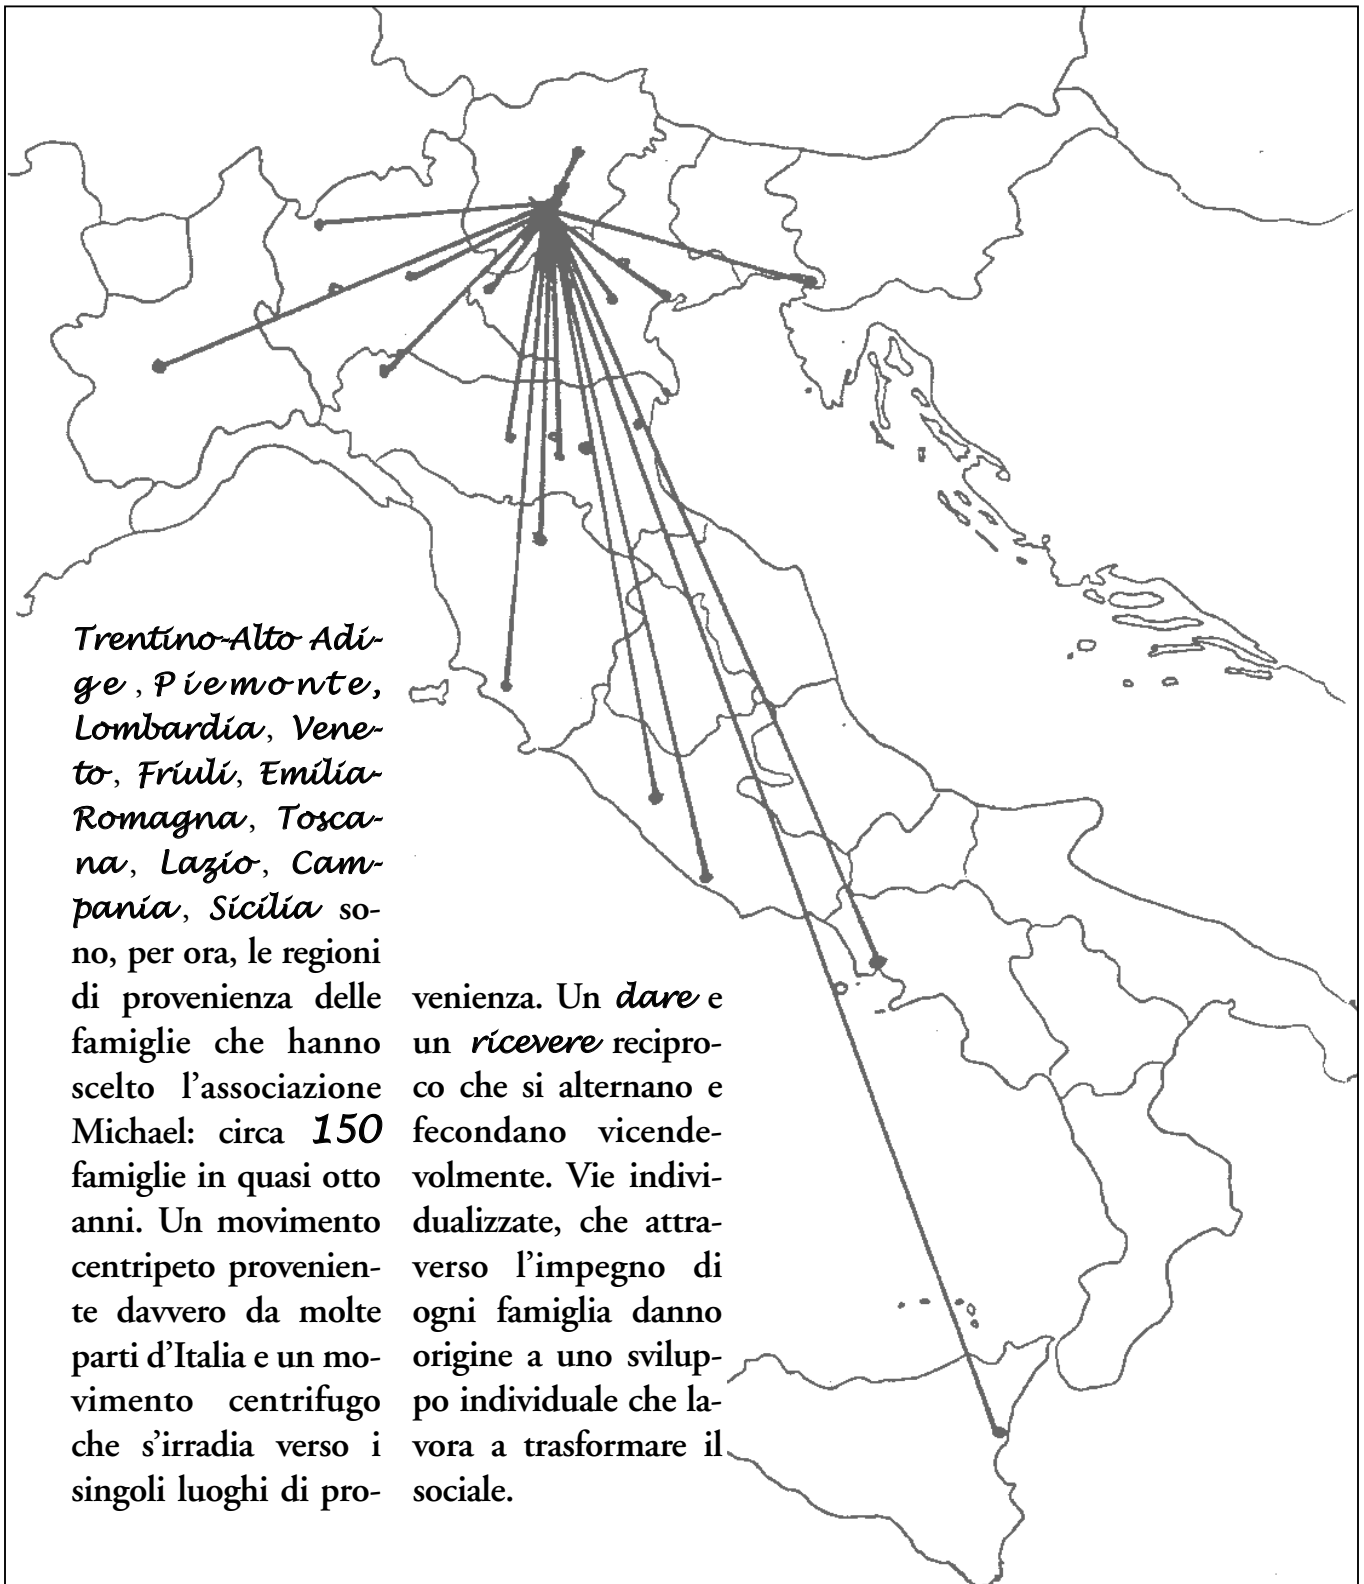 Trentino-Alto Adi-
ge, Piemonte,
Lombardia, Vene-
to, Friuli, Emilia-
Romagna, Tosca-
na, Lazio, Cam-
pania, Sicilia so-
no, per ora, le regioni
di provenienza delle
famiglie che hanno
scelto l’associazione
Michael: circa 150
famiglie in quasi otto
anni. Un movimento
centripeto provenien-
te davvero da molte
parti d’Italia e un mo-
vimento centrifugo
che s’irradia verso i
singoli luoghi di pro-
venienza. Un dare e
un ricevere recipro-
co che si alternano e
fecondano vicende-
volmente. Vie indivi-
dualizzate, che attra-
verso l’impegno di
ogni famiglia danno
origine a uno svilup-
po individuale che la-
vora a trasformare il
sociale.